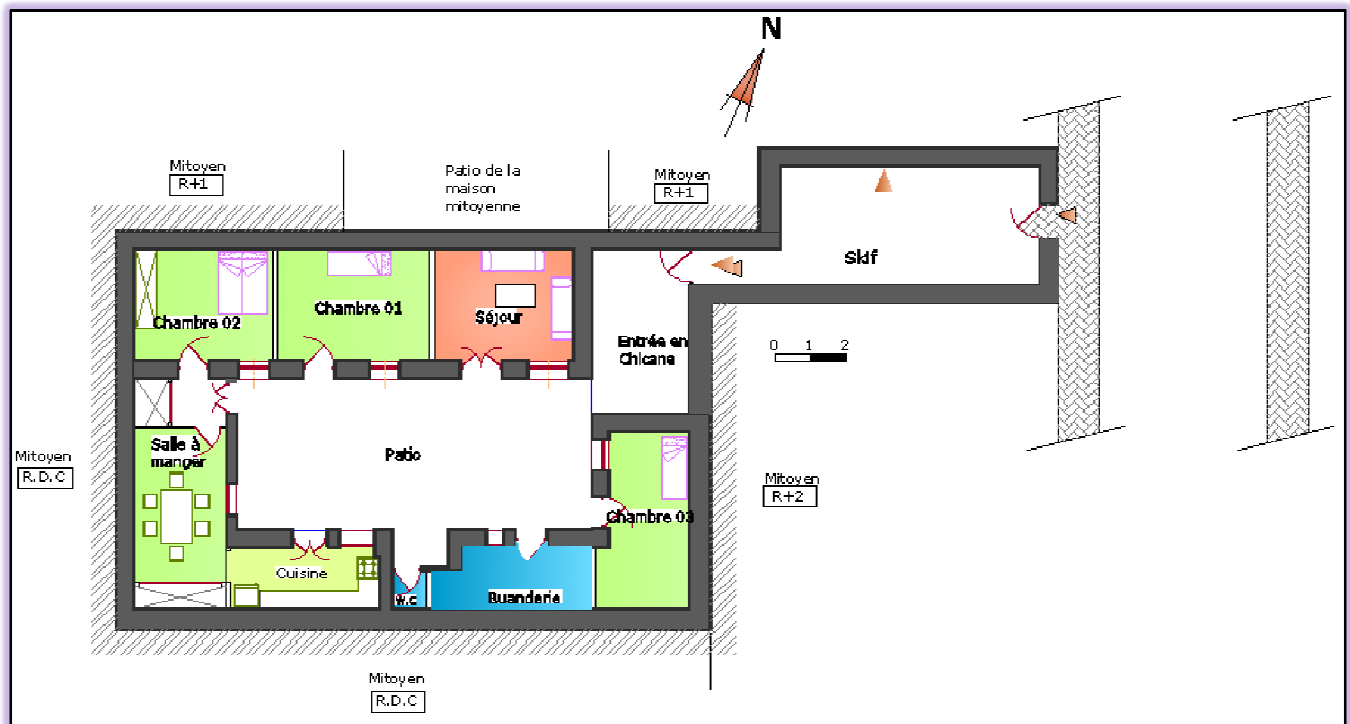 N
Mitoyen
R+1
Patio de la
maison
mitoyenne
Mitoyen
R+1
Skif
Chambre 02
Chambre 01
Séjour
Entrée en
Chicane
0 1 2
Salle à
manger
Patio
Mitoyen
R.D.C
Mitoyen
R+2
Chambre 03
Cuisine
W.C
Buanderie
Mitoyen
R.D.C